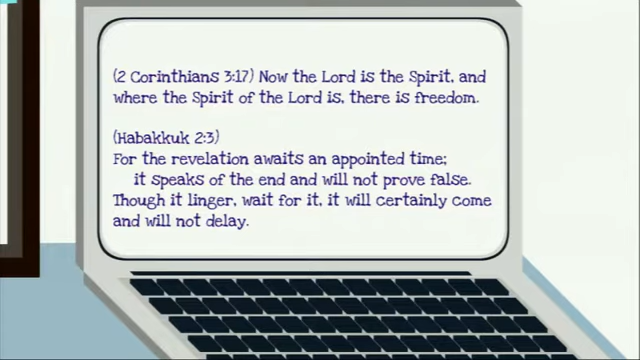 (2 Corinthians 3:17) Now the Lord is the Spirit, and
where the Spirit of the Lord is, there is freedom.
(Habakkuk 2:3)
For the revelation awaits an appointed time;
it speaks of the end and will not prove false.
Though it linger, wait for it, it will certainly come
and will not delay.